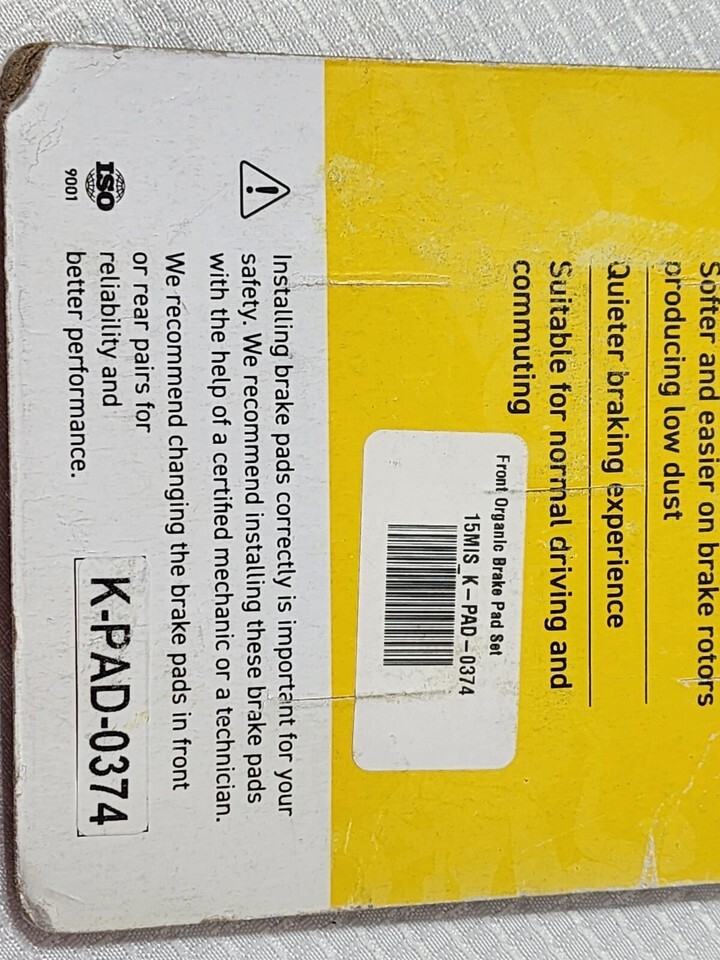 Softer and easier on brake rotors
producing low dust
Quieter braking experience
Suitable for normal driving and
commuting
Front Organic Brake Pad Set
15MIS_K-PAD-0374
Installing brake pads correctly is important for your
safety. We recommend installing these brake pads
with the help of a certified mechanic or a technician.
We recommend changing the brake pads in front
or rear pairs for
reliability and
better performance.
ISO
9001
K-PAD-0374